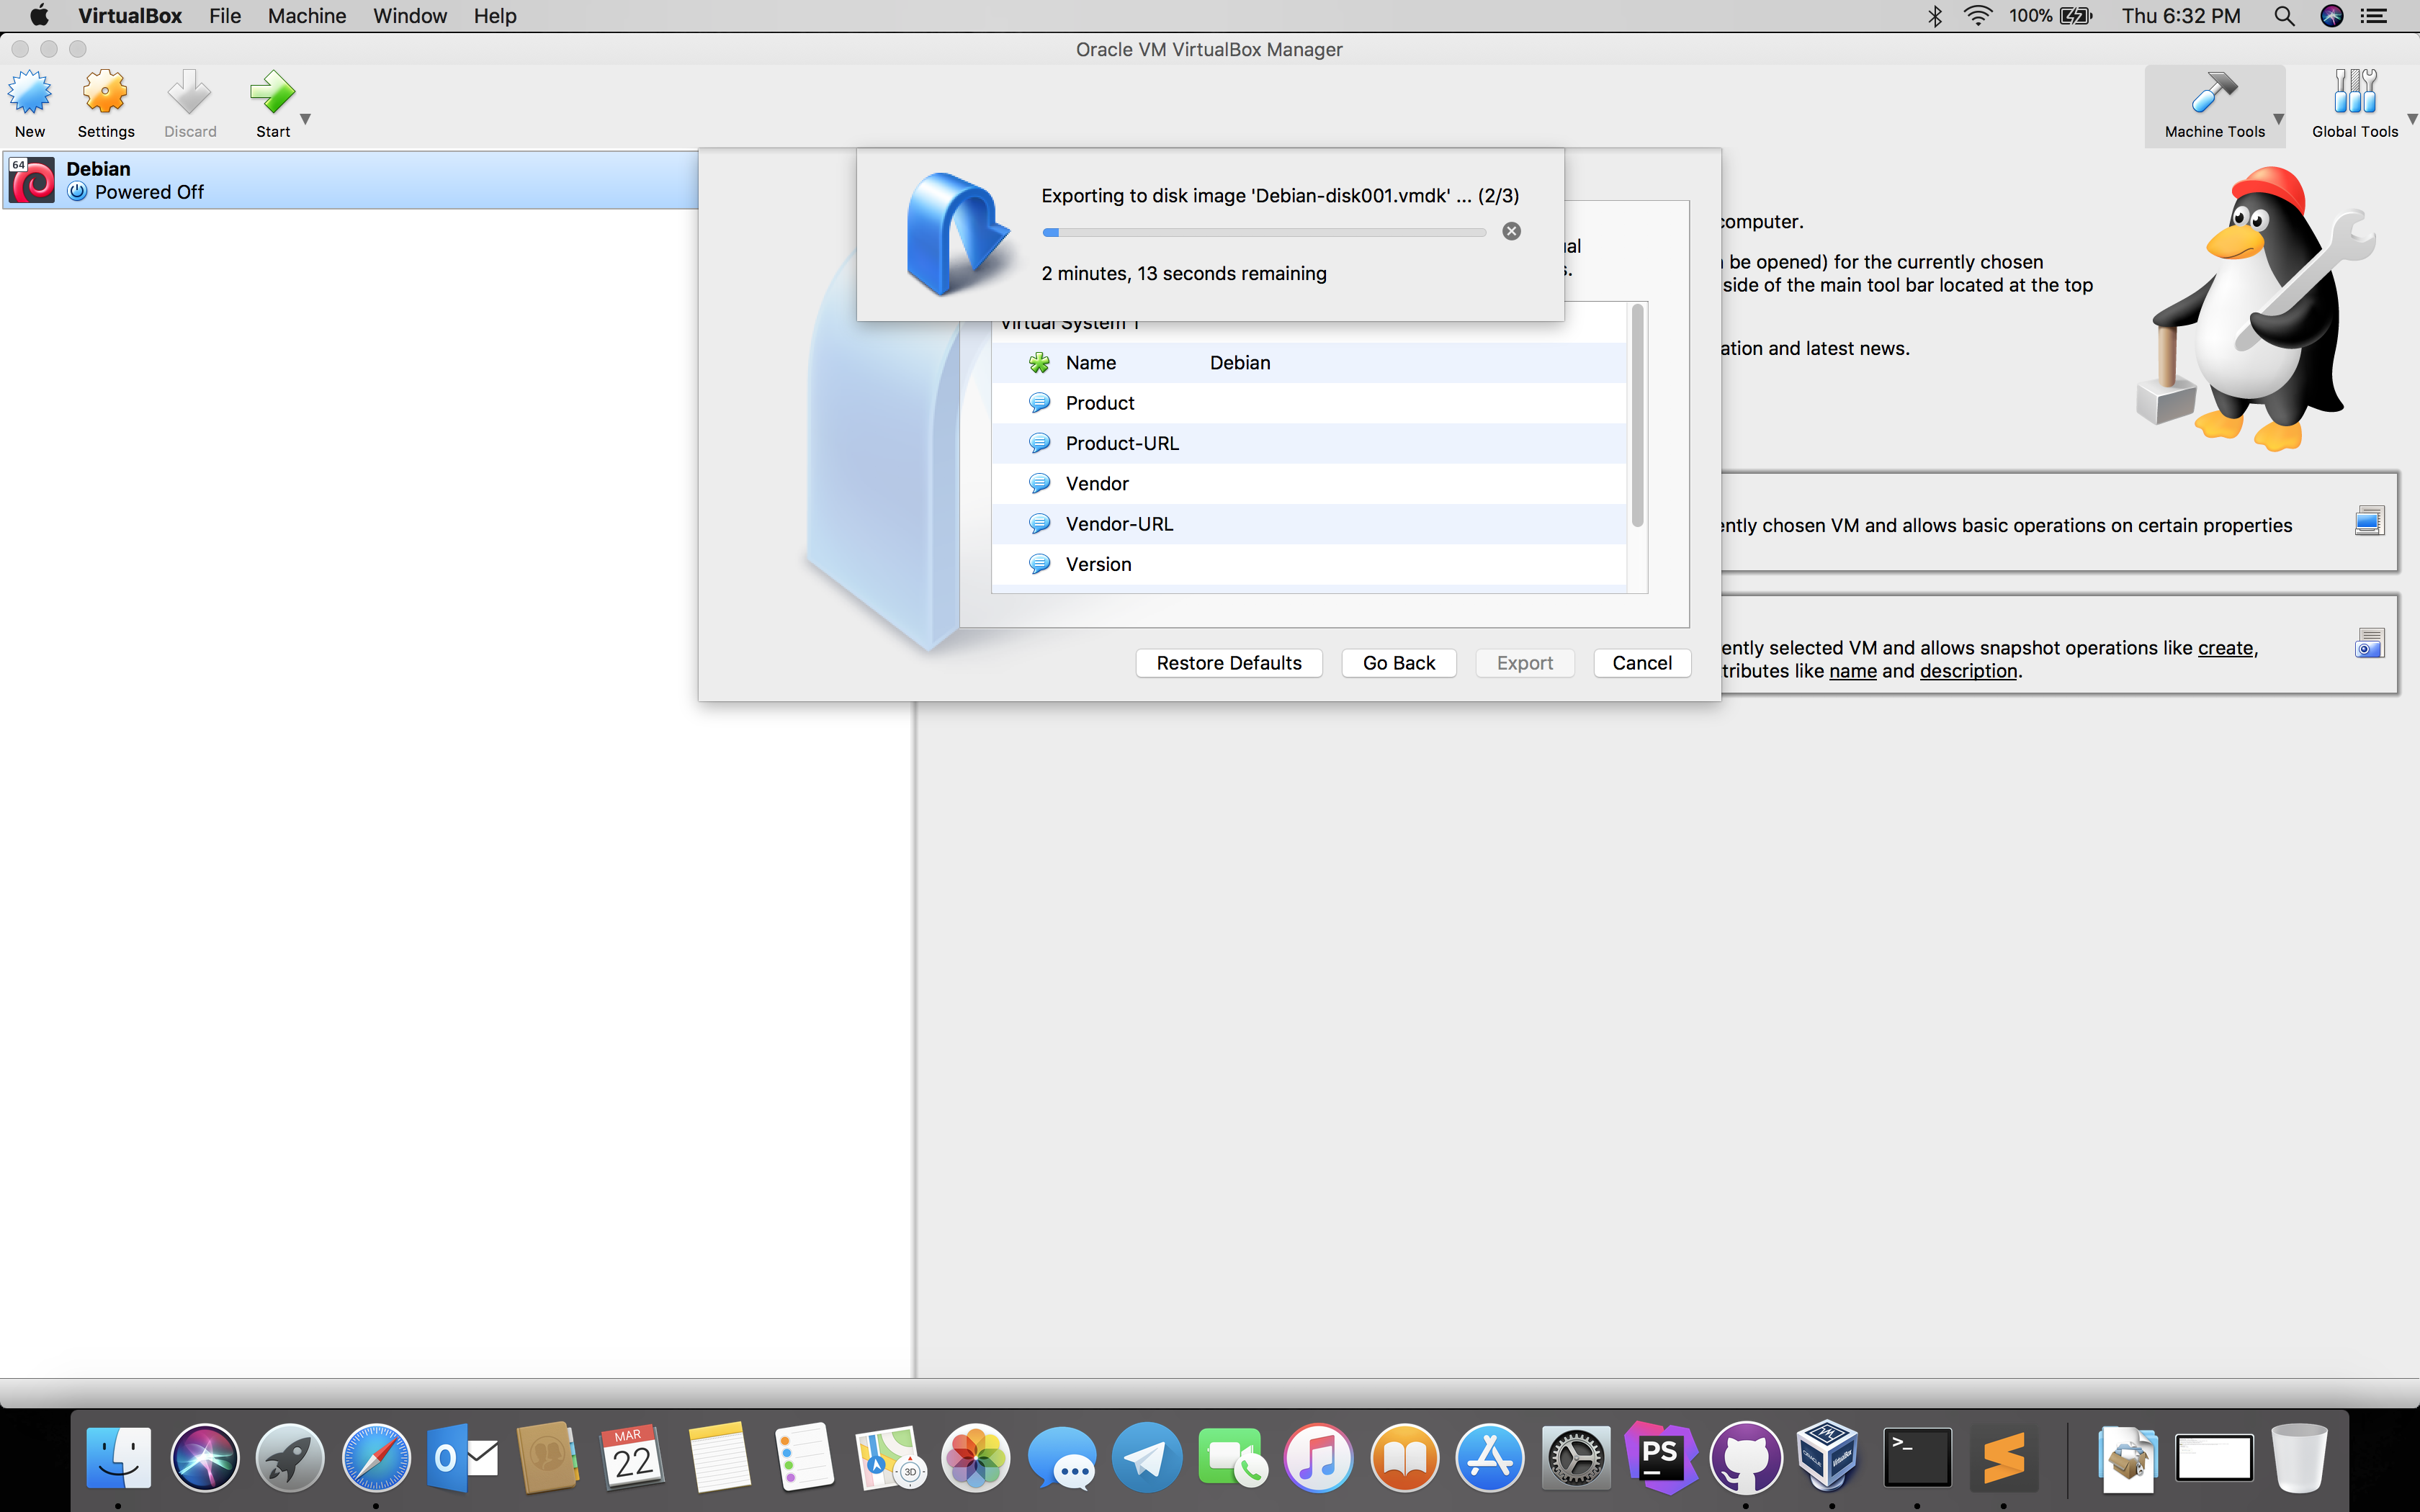 VirtualBox File Machine Window Help 100% Thu 6:32 PM
Oracle VM VirtualBox Manager
New Settings Discard Start Machine Tools Global Tools
64 Debian
Powered Off
Exporting to disk image 'Debian-disk001.vmdk' ... (2/3)
2 minutes, 13 seconds remaining
computer.
be opened) for the currently chosen
side of the main tool bar located at the top
ation and latest news.
Virtual System 1
Name Debian
Product
Product-URL
Vendor
Vendor-URL
Version
Restore Defaults Go Back Export Cancel
ently chosen VM and allows basic operations on certain properties
ently selected VM and allows snapshot operations like create,
tributes like name and description.
MAR
22
3D
PS
>_